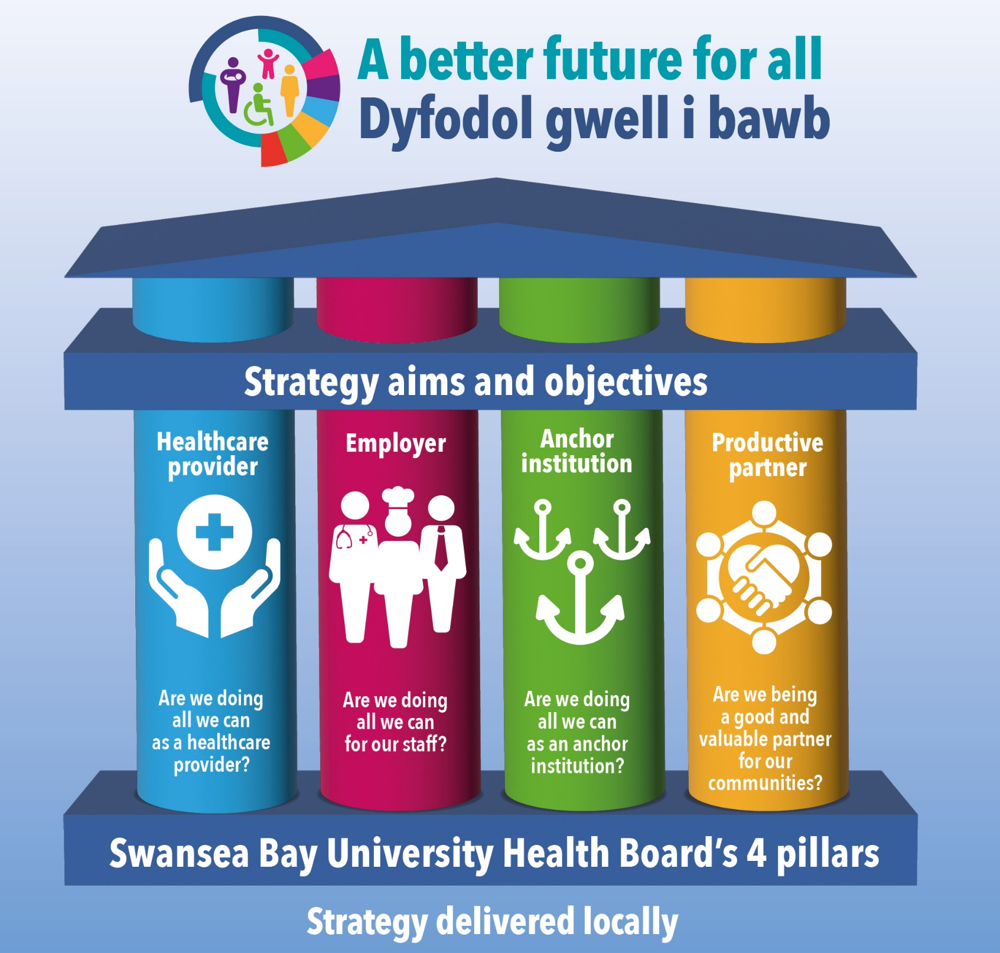 A better future for all
Dyfodol gwell i bawb
Strategy aims and objectives
Healthcare
provider
Are we doing
all we can
as a healthcare
provider?
Employer
Are we doing
all we can
for our staff?
Anchor
institution
Are we doing
all we can
as an anchor
institution?
Productive
partner
Are we being
a good and
valuable partner
for our
communities?
Swansea Bay University Health Board’s 4 pillars
Strategy delivered locally